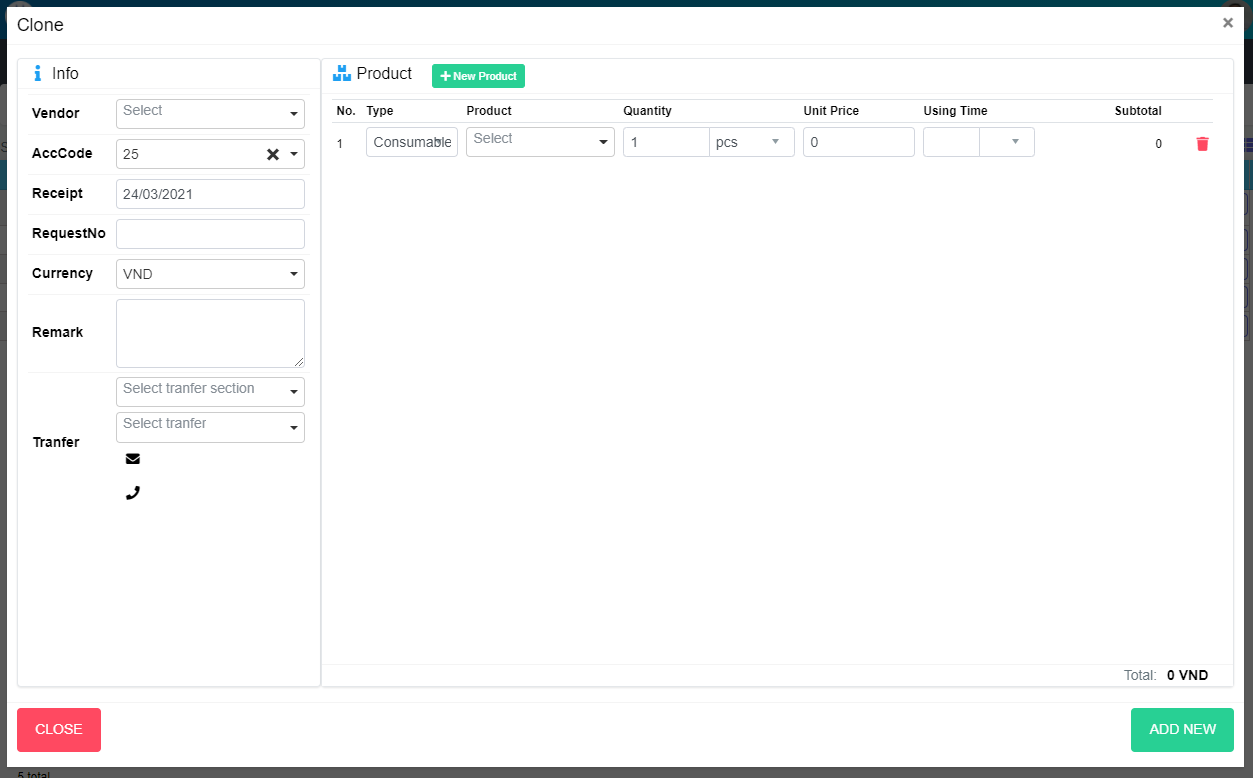 Clone
×
Info
Vendor Select
AccCode 25
Receipt 24/03/2021
RequestNo
Currency VND
Remark
Tranfer Select tranfer section
Select tranfer
Product New Product
No. Type Product Quantity Unit Price Using Time Subtotal
1 Consumable Select 1 pcs 0 0
Total: 0 VND
CLOSE ADD NEW
5 total